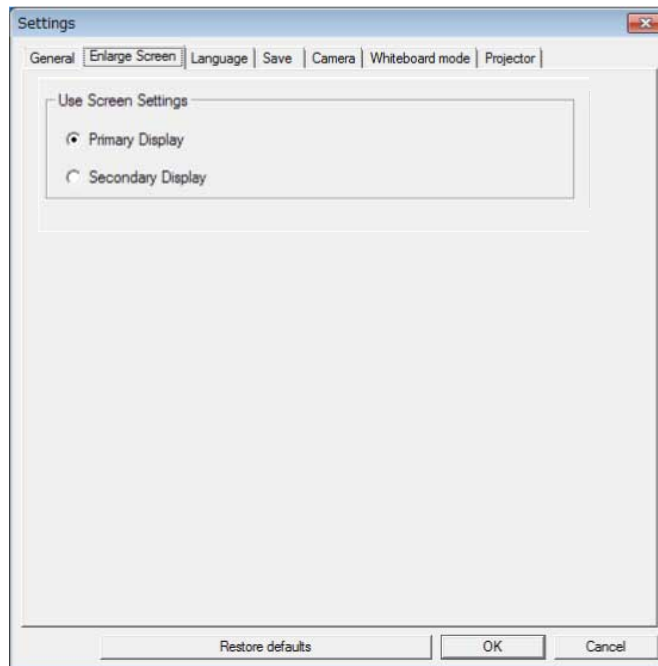 Settings
General Enlarge Screen Language Save Camera Whiteboard mode Projector
Use Screen Settings
Primary Display
Secondary Display
Restore defaults OK Cancel